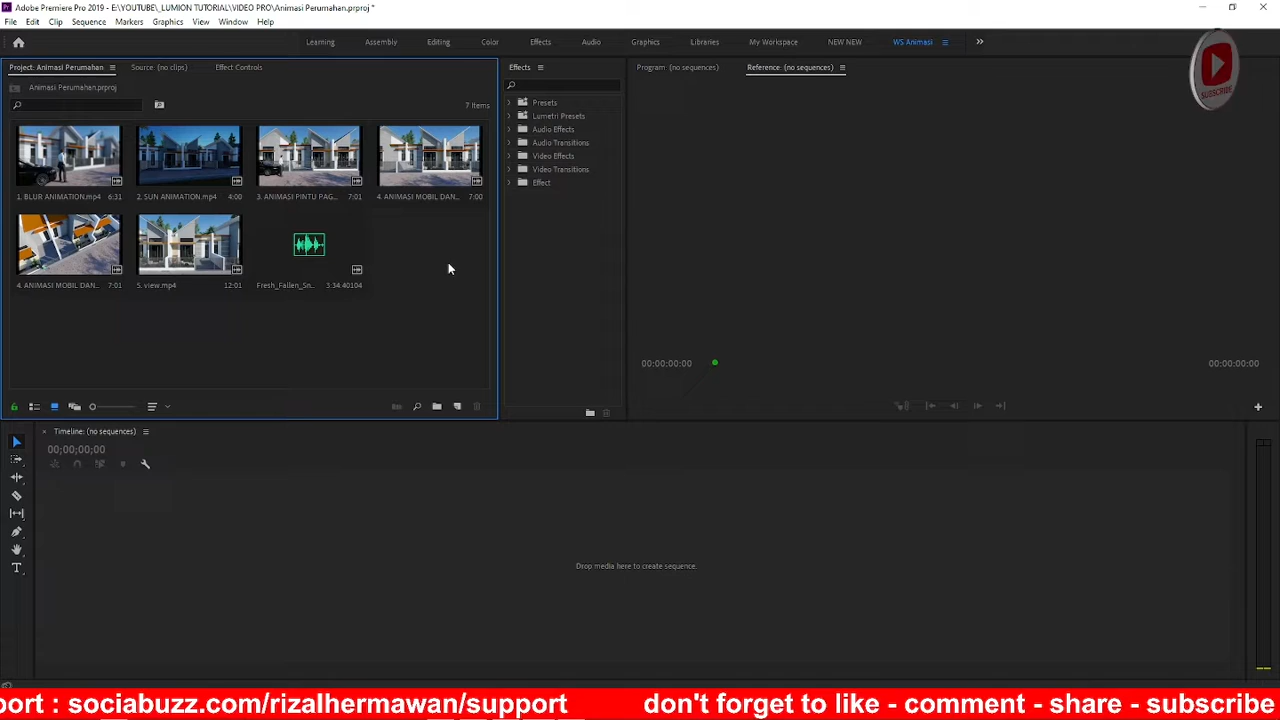 Adobe Premiere Pro 2019 - E:\YOUTUBE\_LUMION TUTORIAL\VIDEO PRO\Animasi Perumahan.prproj *
File Edit Clip Sequence Markers Graphics View Window Help
Learning Assembly Editing Color Effects Audio Graphics Libraries My Workspace NEW NEW WS Animasi
Project: Animasi Perumahan Source: (no clips) Effect Controls
Animasi Perumahan.prproj
7 Items
1. BLUR ANIMATION.mp4 6:31
2. SUN ANIMATION.mp4 4:00
3. ANIMASI PINTU PAG... 7:01
4. ANIMASI MOBIL DAN... 7:00
4. ANIMASI MOBIL DAN... 7:01
5. view.mp4 12:01
Fresh_Fallen_Sn... 3:34.40104
Effects
Presets
Lumetri Presets
Audio Effects
Audio Transitions
Video Effects
Video Transitions
Effect
Program: (no sequences) Reference: (no sequences)
SUBSCRIBE
00:00:00:00 00:00:00:00
Timeline: (no sequences)
00;00;00;00
Drop media here to create sequence.
port : sociabuzz.com/rizalhermawan/support don't forget to like - comment - share - subscribe